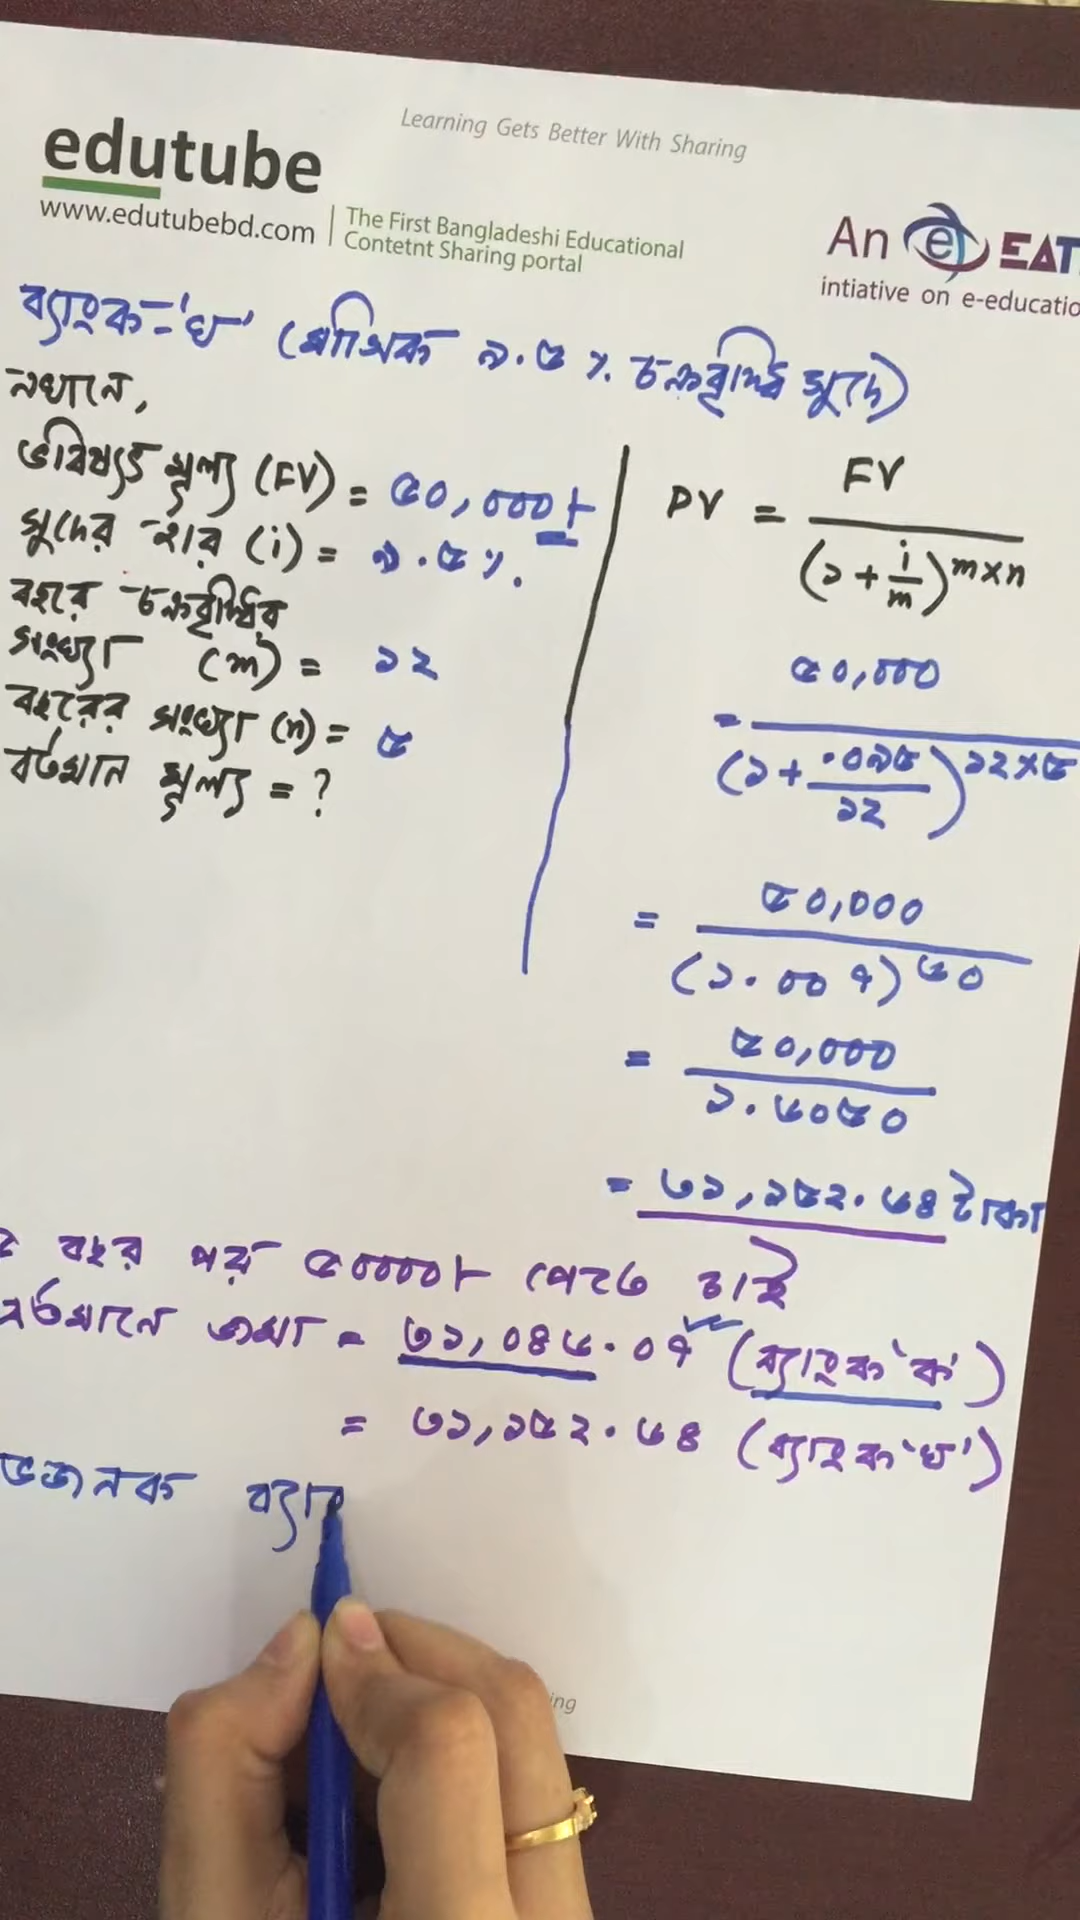 Learning Gets Better With Sharing
edutube
www.edutubebd.com
The First Bangladeshi Educational
Contetnt Sharing portal
An e EAT
intiative on e-educatio
ব্যাংক-'খ' (মাসিক ৯.৫% চক্রবৃদ্ধি সুদে)
এখানে,
ভবিষ্যৎ মূল্য (FV) = ৫০,০০০৳
সুদের হার (i) = ৯.৫%.
বছরে চক্রবৃদ্ধির
সংখ্যা (m) = ১২
বছরের সংখ্যা (n) = ৫
বর্তমান মূল্য = ?
PV = FV
(১ + i/m)^m×n
= ৫০,০০০
(১ + .০৯৫/১২)^১২×৫
= ৫০,০০০
(১.০০৭)^৬০
= ৫০,০০০
১.৬০৫০
= ৩১,১৫২.৬৪ টাকা
বছর পর ৫০০০০৳ পেতে চাই
বর্তমানে জমা = ৩১,০৪৬.০৭ (ব্যাংক 'ক')
= ৩১,১৫২.৬৪ (ব্যাংক 'খ')
ভজনক ব্যাং
ing